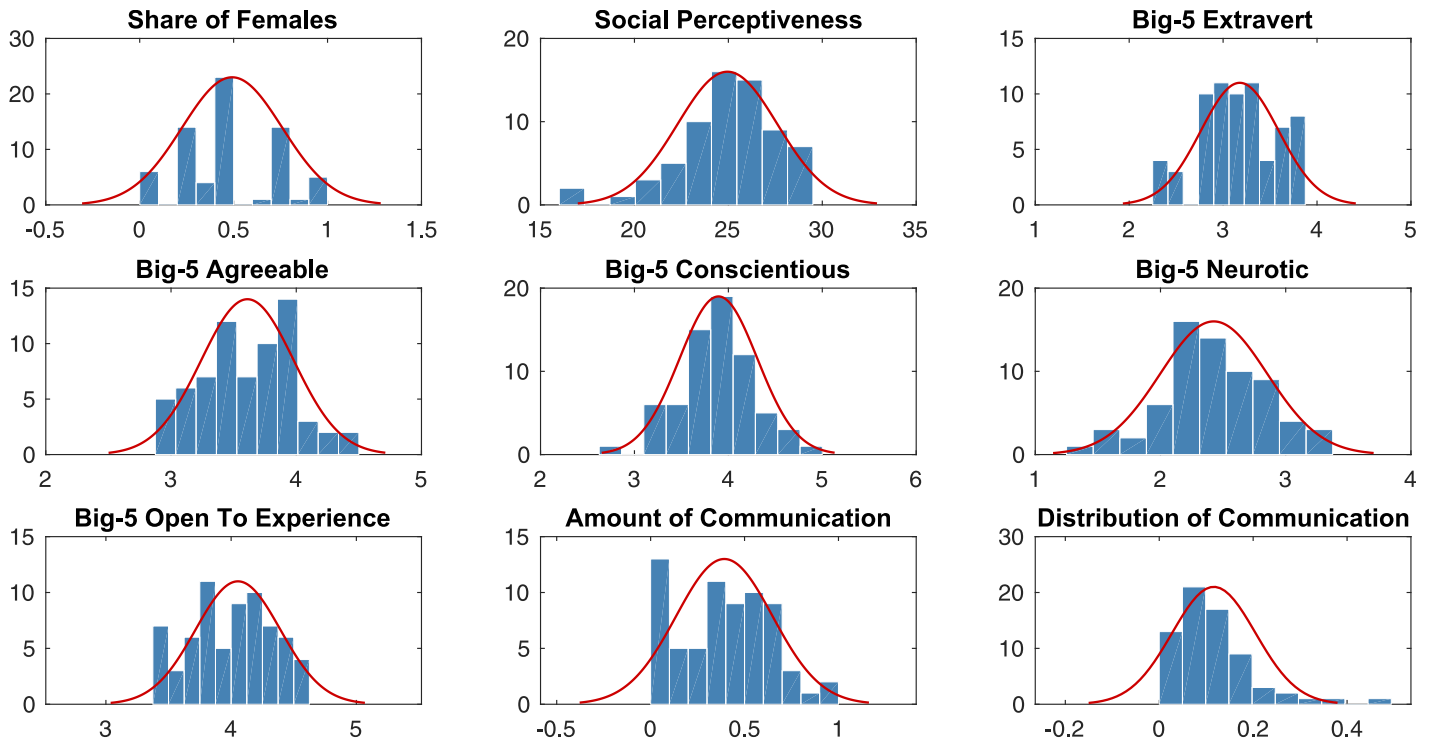 Share of Females
30
20
10
0
-0.5 0 0.5 1 1.5
Social Perceptiveness
20
10
0
15 20 25 30 35
Big-5 Extravert
15
10
5
0
1 2 3 4 5
Big-5 Agreeable
15
10
5
0
2 3 4 5
Big-5 Conscientious
20
10
0
2 3 4 5 6
Big-5 Neurotic
20
10
0
1 2 3 4
Big-5 Open To Experience
15
10
5
0
3 4 5
Amount of Communication
15
10
5
0
-0.5 0 0.5 1
Distribution of Communication
30
20
10
0
-0.2 0 0.2 0.4